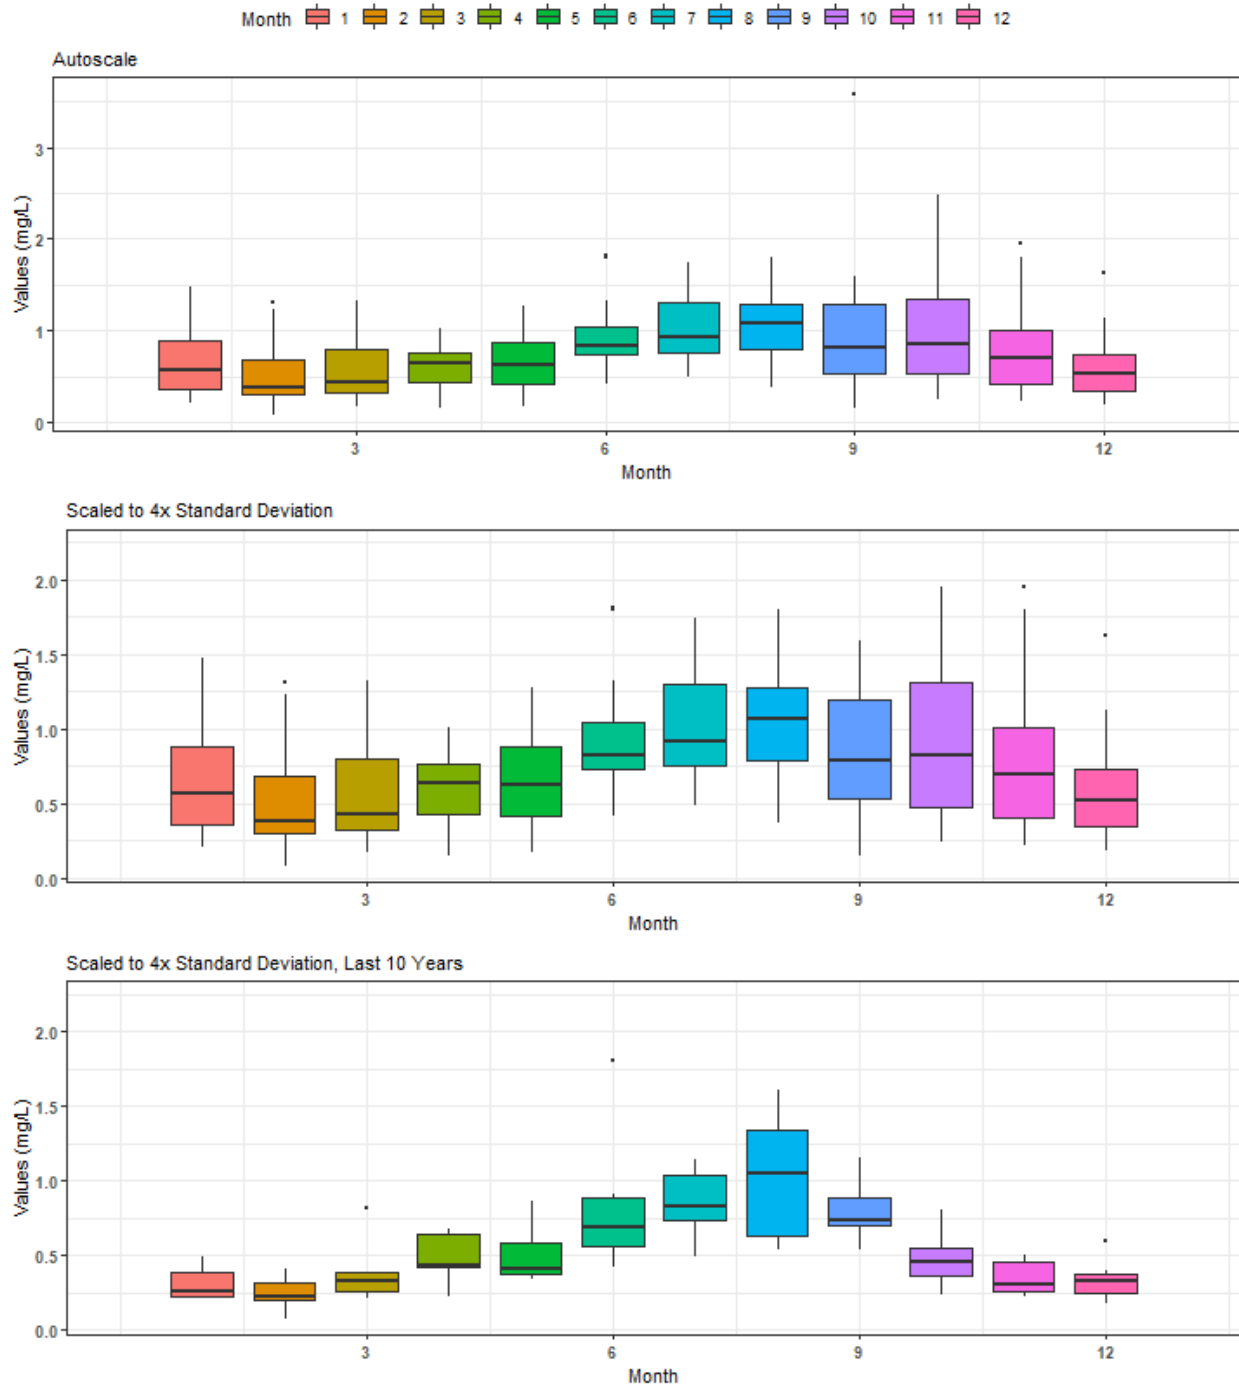 Month 1 2 3 4 5 6 7 8 9 10 11 12
Autoscale
Values (mg/L)
3
2
1
0
3 6 9 12
Month
Scaled to 4x Standard Deviation
Values (mg/L)
2.0
1.5
1.0
0.5
0.0
3 6 9 12
Month
Scaled to 4x Standard Deviation, Last 10 Years
Values (mg/L)
2.0
1.5
1.0
0.5
0.0
3 6 9 12
Month